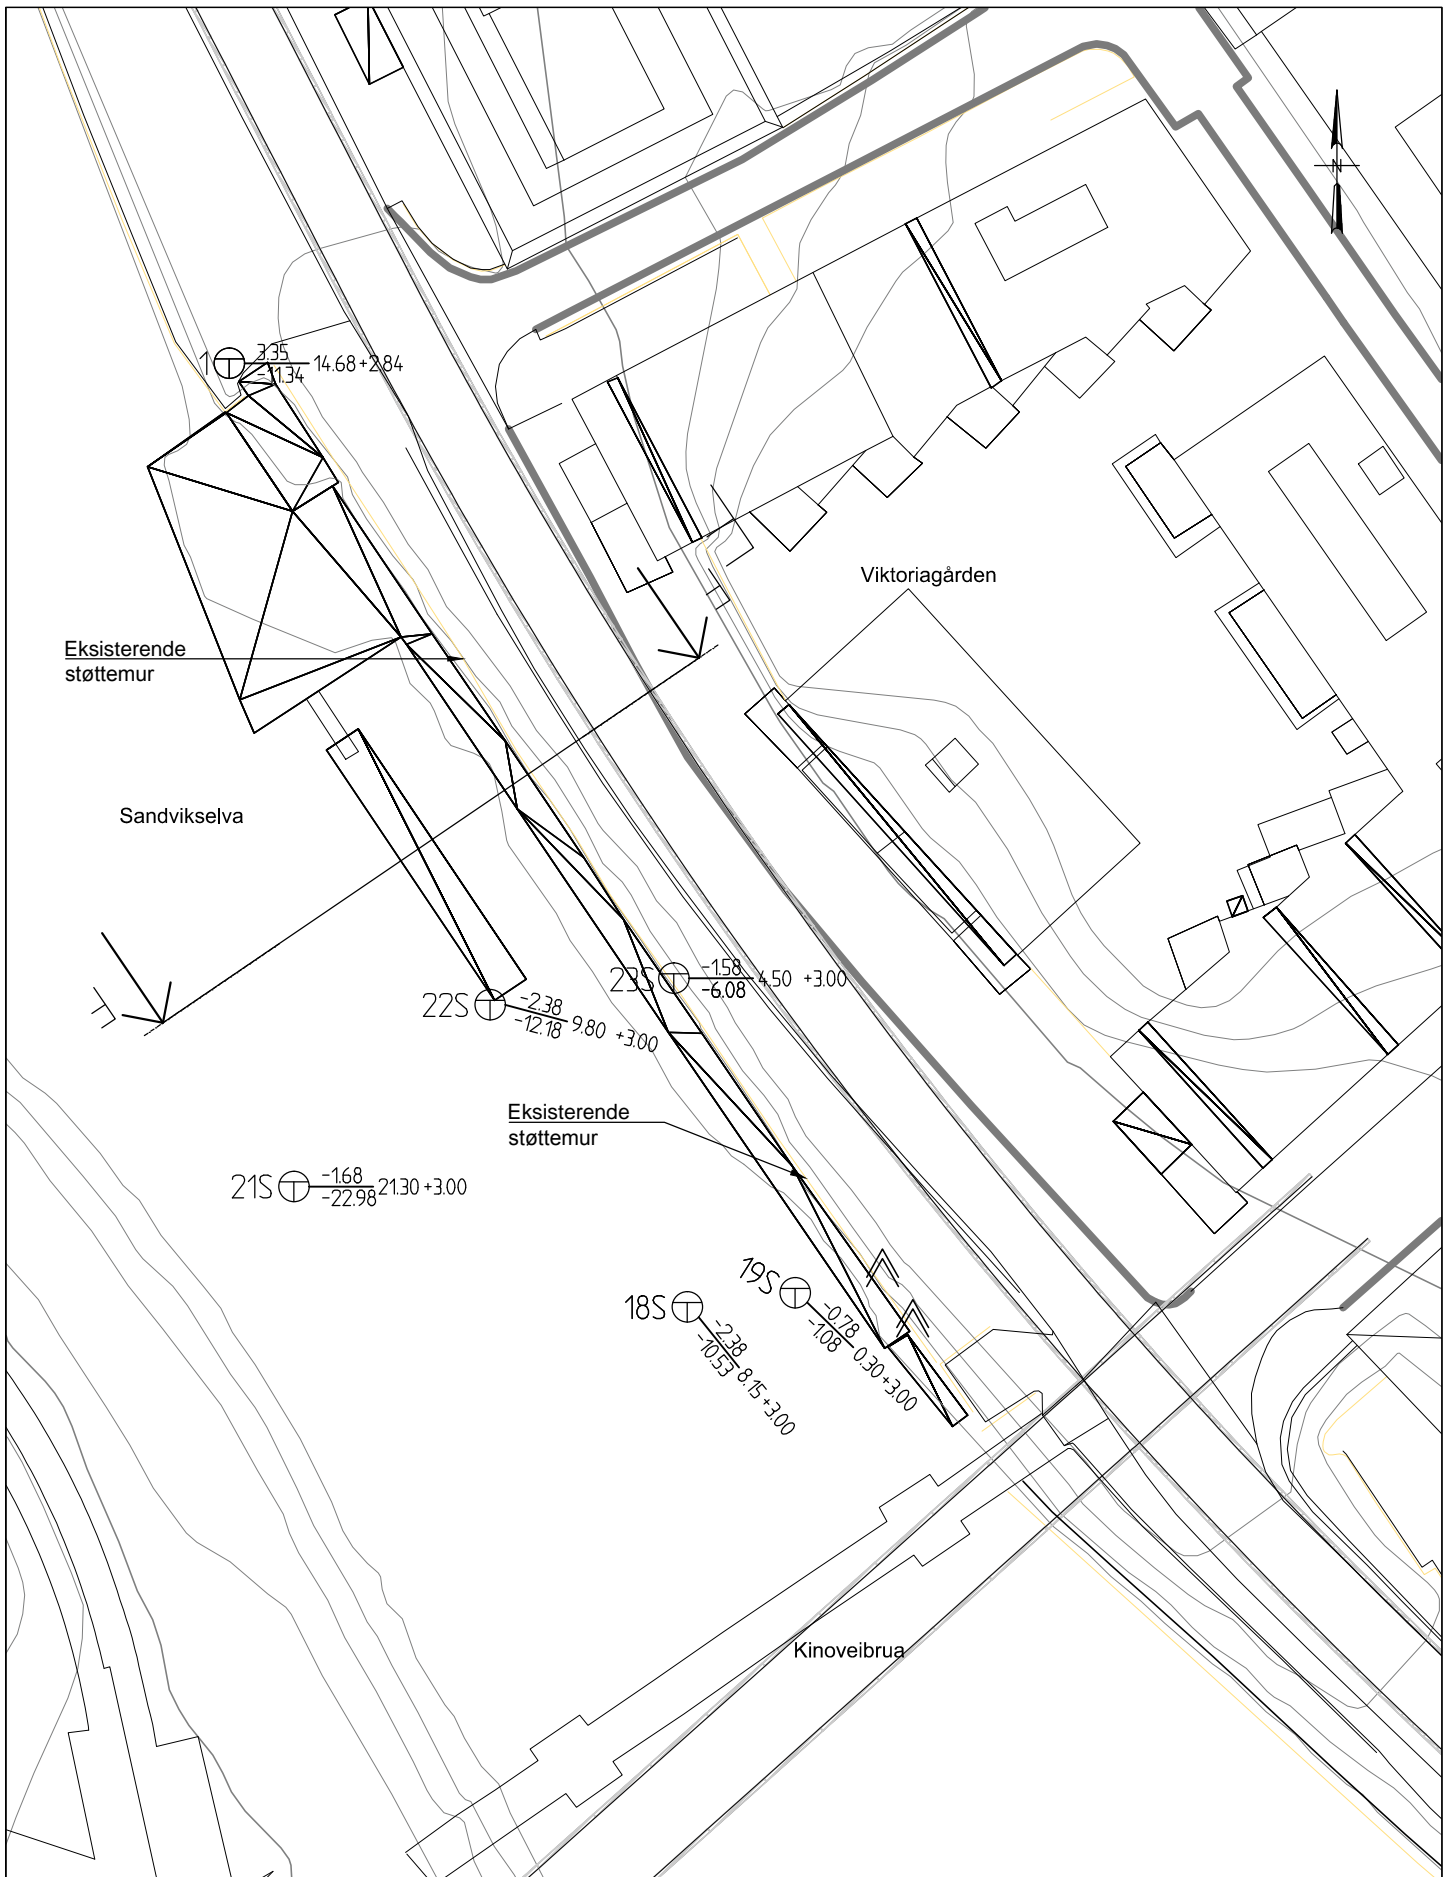 N
1 3.35 14.68+2.84
-11.34
Viktoriagården
Eksisterende
støttemur
Sandvikselva
23S -1.58 4.50 +3.00
-6.08
22S -2.38 9.80 +3.00
-12.18
Eksisterende
støttemur
21S -1.68 21.30+3.00
-22.98
19S -0.78 0.30+3.00
-1.08
18S -2.38 8.15+3.00
-10.53
Kinoveibrua